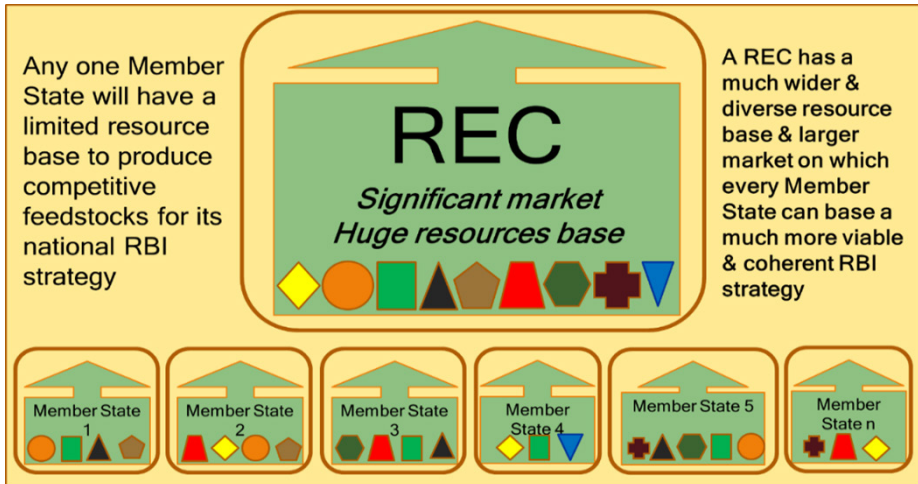 Any one Member
State will have a
limited resource
base to produce
competitive
feedstocks for its
national RBI
strategy
REC
Significant market
Huge resources base
A REC has a
much wider &
diverse resource
base & larger
market on which
every Member
State can base a
much more viable
& coherent RBI
strategy
Member State
1
Member State
2
Member State
3
Member
State 4
Member State 5
Member
State n